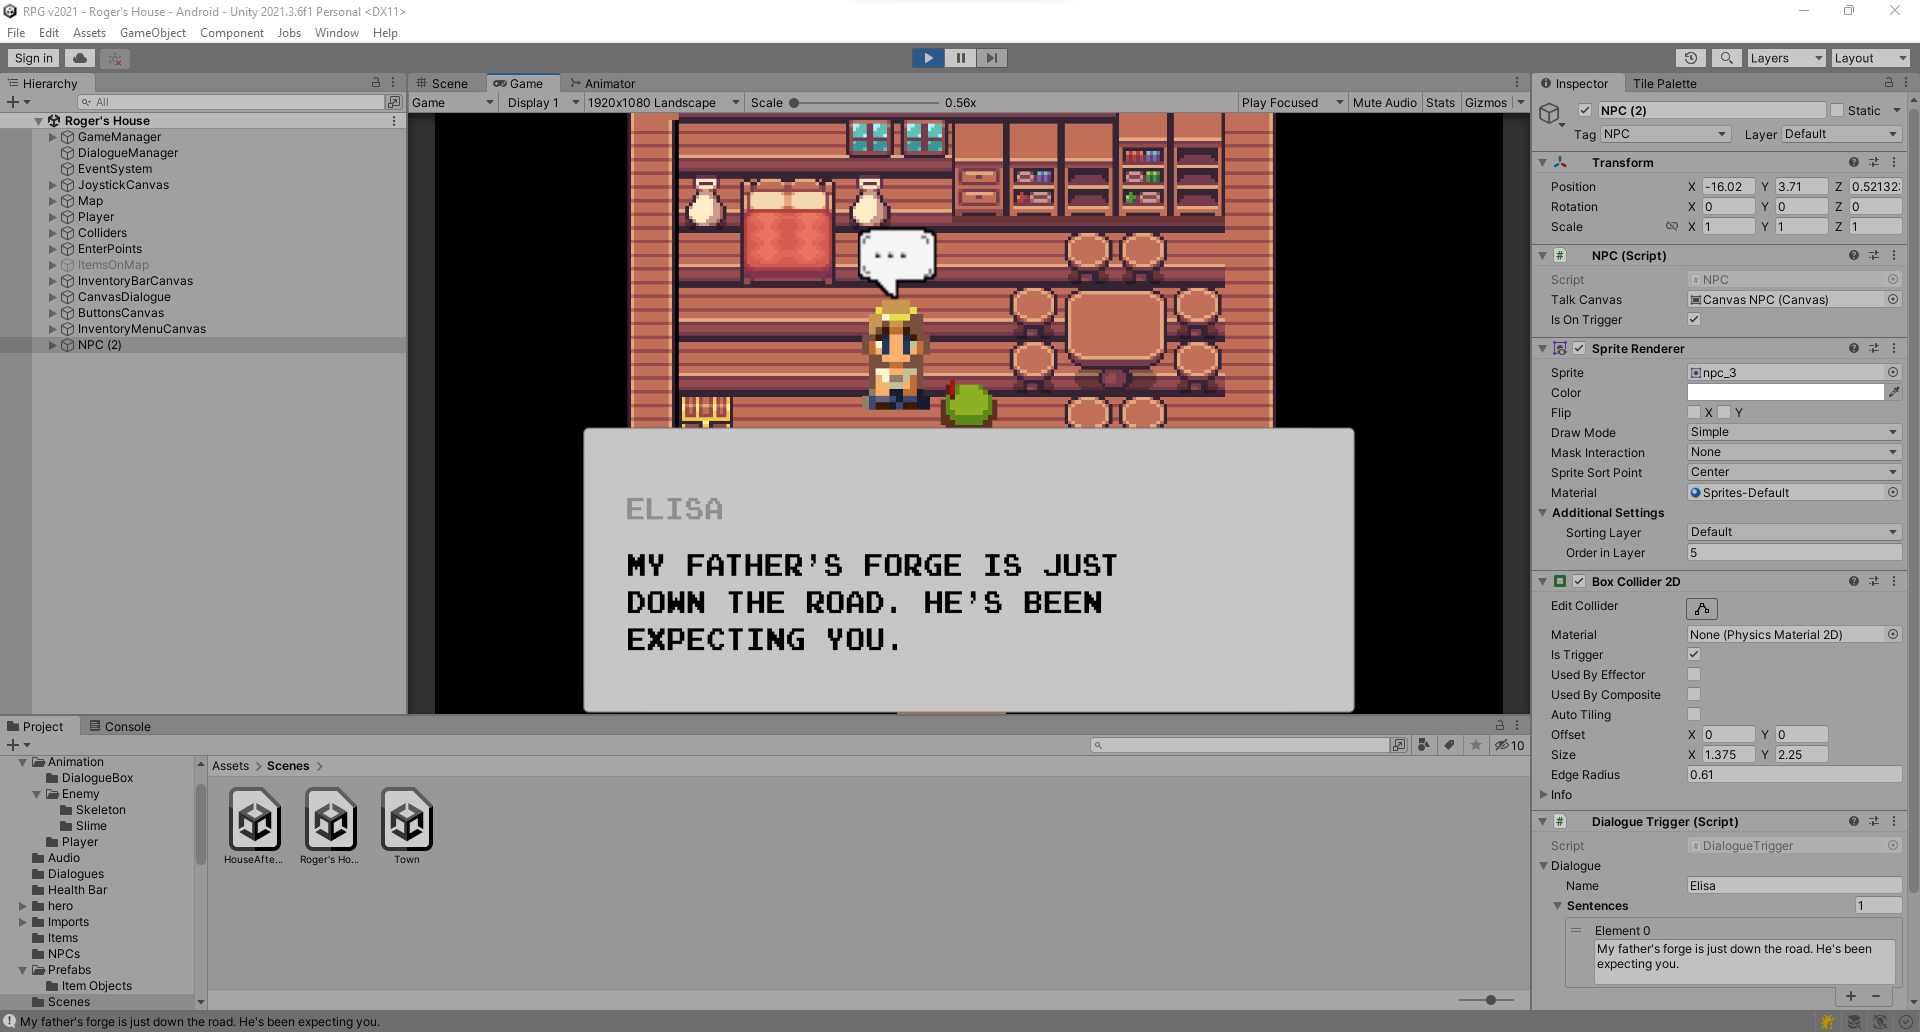 RPG v2021 - Roger's House - Android - Unity 2021.3.6f1 Personal <DX11>
File Edit Assets GameObject Component Jobs Window Help
Sign in Layers Layout
Hierarchy
All
Roger's House
GameManager
DialogueManager
EventSystem
JoystickCanvas
Map
Player
Colliders
EnterPoints
ItemsOnMap
InventoryBarCanvas
CanvasDialogue
ButtonsCanvas
InventoryMenuCanvas
NPC (2)
Scene Game Animator
Game Display 1 1920x1080 Landscape Scale 0.56x Play Focused Mute Audio Stats Gizmos
ELISA
MY FATHER'S FORGE IS JUST
DOWN THE ROAD. HE'S BEEN
EXPECTING YOU.
Inspector Tile Palette
NPC (2) Static
Tag NPC Layer Default
Transform
Position X -16.02 Y 3.71 Z 0.52132
Rotation X 0 Y 0 Z 0
Scale X 1 Y 1 Z 1
# NPC (Script)
Script # NPC
Talk Canvas Canvas NPC (Canvas)
Is On Trigger
Sprite Renderer
Sprite npc_3
Color
Flip X Y
Draw Mode Simple
Mask Interaction None
Sprite Sort Point Center
Material Sprites-Default
Additional Settings
Sorting Layer Default
Order in Layer 5
Box Collider 2D
Edit Collider
Material None (Physics Material 2D)
Is Trigger
Used By Effector
Used By Composite
Auto Tiling
Offset X 0 Y 0
Size X 1.375 Y 2.25
Edge Radius 0.61
Info
# Dialogue Trigger (Script)
Script # DialogueTrigger
Dialogue
Name Elisa
Sentences 1
Element 0
My father's forge is just down the road. He's been
expecting you.
Project Console
10
Animation
DialogueBox
Enemy
Skeleton
Slime
Player
Audio
Dialogues
Health Bar
hero
Imports
Items
NPCs
Prefabs
Item Objects
Scenes
Assets > Scenes >
HouseAfte... Roger's Ho... Town
My father's forge is just down the road. He's been expecting you.